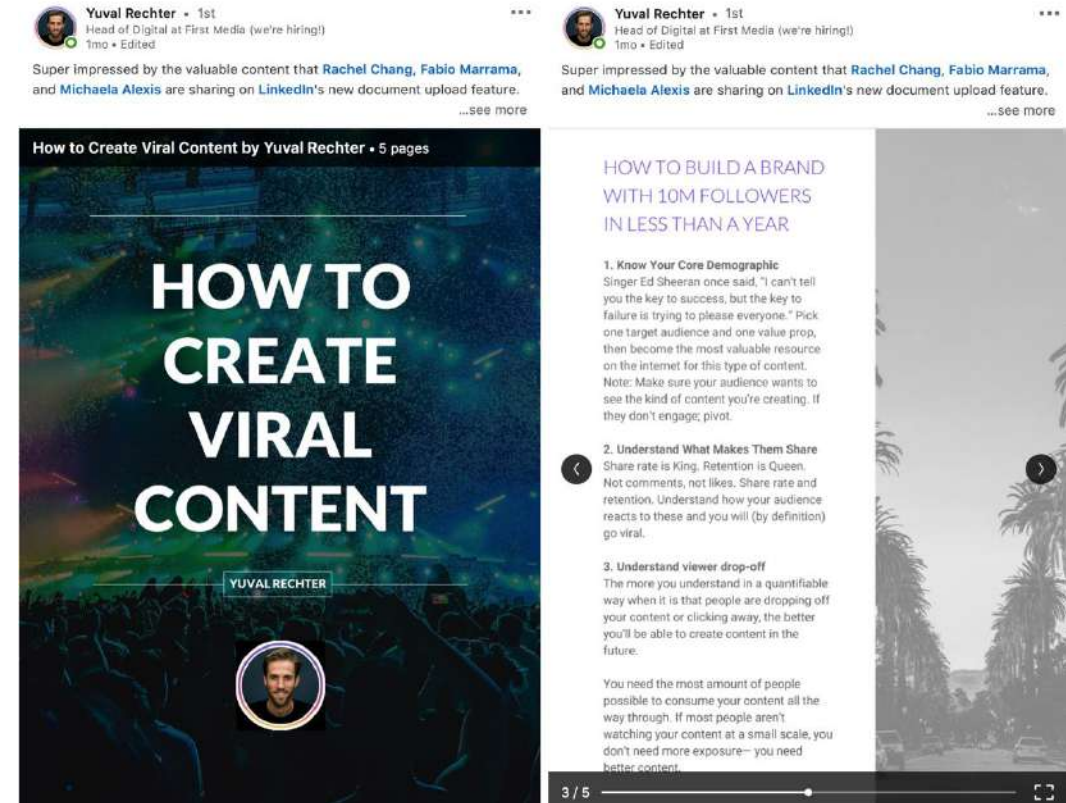 Yuval Rechter • 1st
Head of Digital at First Media (we're hiring!)
1mo • Edited
Super impressed by the valuable content that Rachel Chang, Fabio Marrama,
and Michaela Alexis are sharing on LinkedIn's new document upload feature.
...see more
How to Create Viral Content by Yuval Rechter • 5 pages
HOW TO
CREATE
VIRAL
CONTENT
YUVAL RECHTER
Yuval Rechter • 1st
Head of Digital at First Media (we're hiring!)
1mo • Edited
Super impressed by the valuable content that Rachel Chang, Fabio Marrama,
and Michaela Alexis are sharing on LinkedIn's new document upload feature.
...see more
HOW TO BUILD A BRAND
WITH 10M FOLLOWERS
IN LESS THAN A YEAR
1. Know Your Core Demographic
Singer Ed Sheeran once said, "I can't tell
you the key to success, but the key to
failure is trying to please everyone." Pick
one target audience and one value prop,
then become the most valuable resource
on the internet for this type of content.
Note: Make sure your audience wants to
see the kind of content you're creating. If
they don't engage; pivot.
2. Understand What Makes Them Share
Share rate is King. Retention is Queen.
Not comments, not likes. Share rate and
retention. Understand how your audience
reacts to these and you will (by definition)
go viral.
3. Understand viewer drop-off
The more you understand in a quantifiable
way when it is that people are dropping off
your content or clicking away, the better
you'll be able to create content in the
future.
You need the most amount of people
possible to consume your content all the
way through. If most people aren't
watching your content at a small scale, you
don't need more exposure— you need
better content.
3 / 5